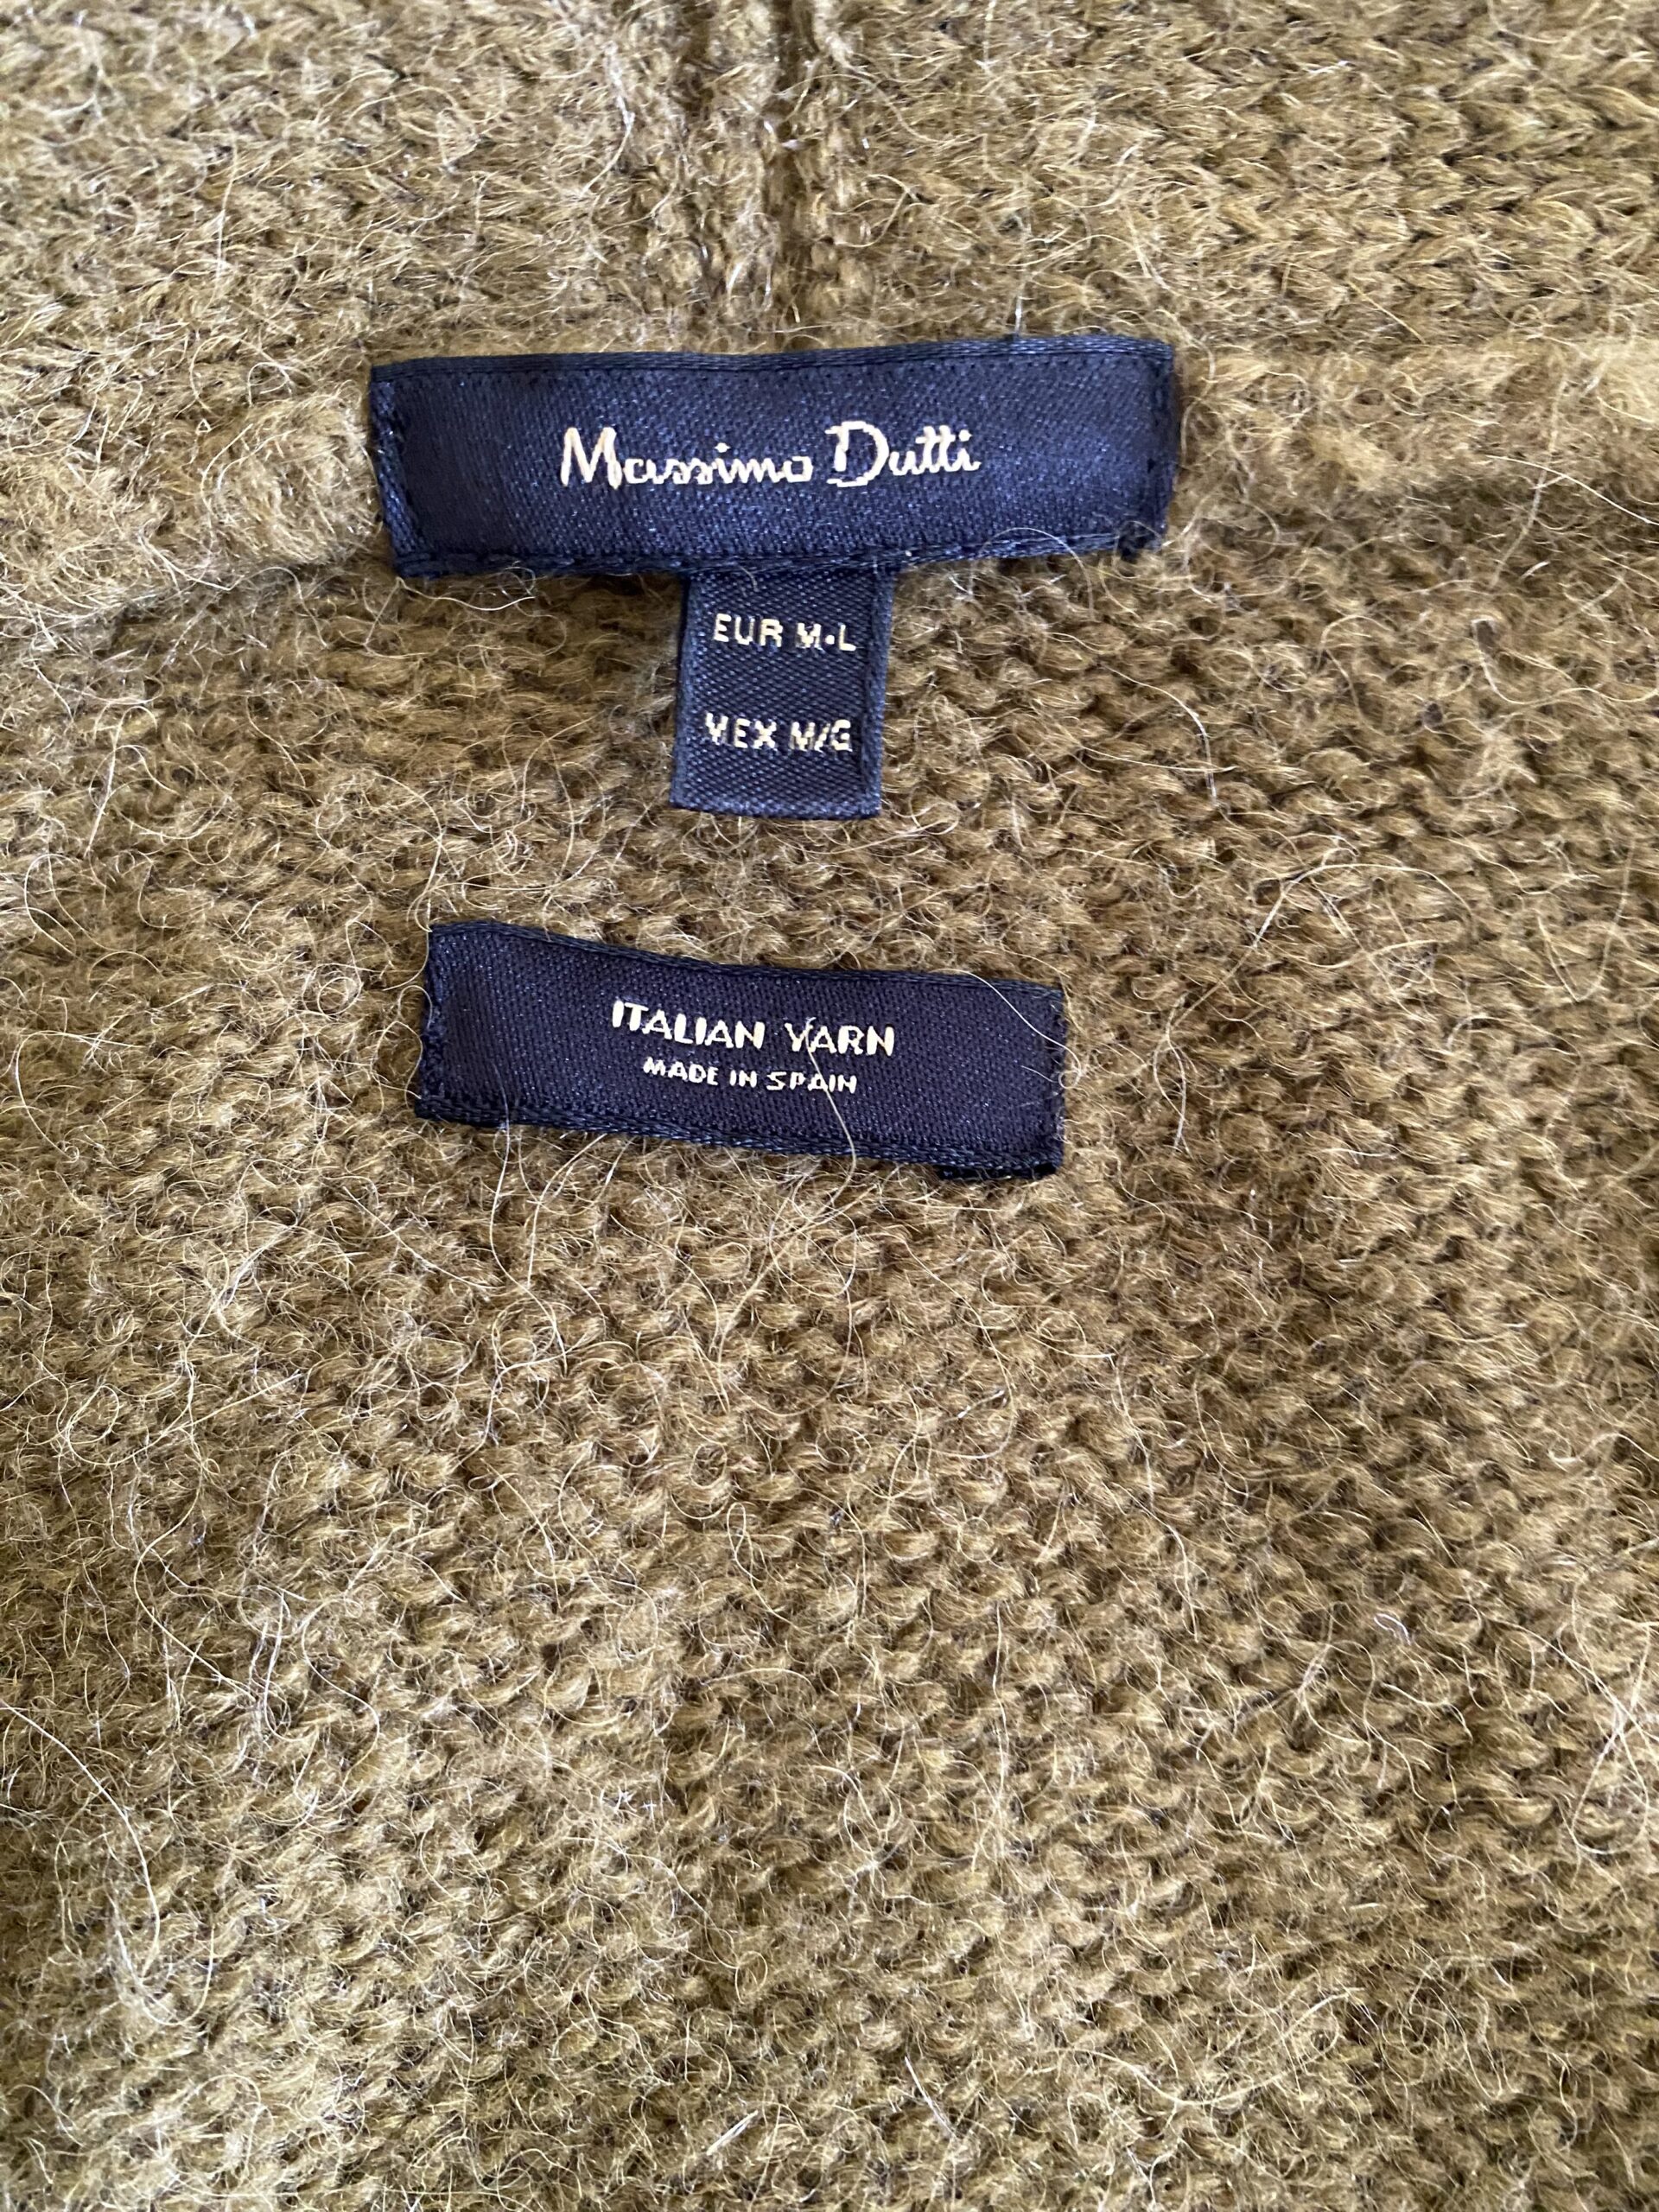 Massimo Dutti
EUR M-L
MEX M/G
ITALIAN YARN
MADE IN SPAIN